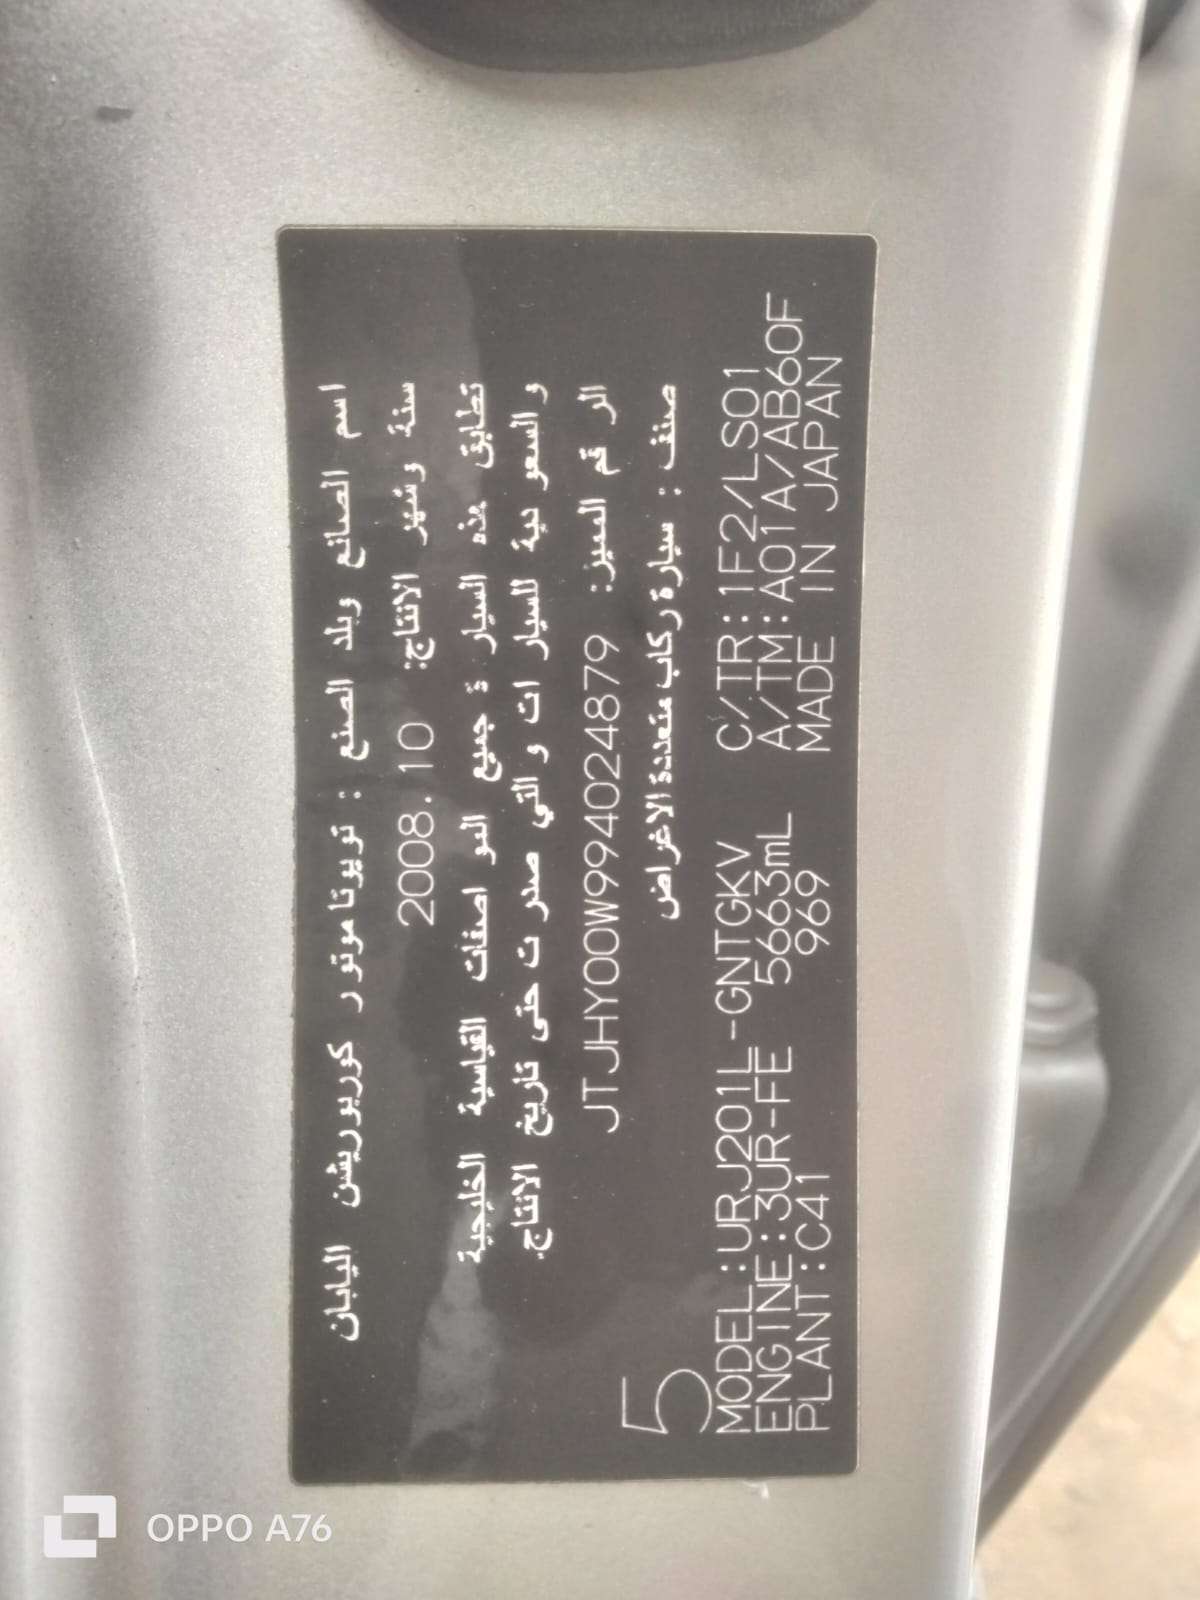 اسم الصانع وبلد الصنع : تويوتا موتور كوربوريشن اليابان
سنة وشهر الانتاج: 2008.10
تطابق هذه السيارة جميع المواصفات القياسية الخليجية
والسعودية للسيارات والتي صدرت حتى تاريخ الانتاج.
الرقم المميز: JTJHY00W994024879
صنف : سيارة ركاب متعددة الاغراض
5
MODEL:URJ201L-GNTGKV C/TR:1F2/LS01
ENGINE:3UR-FE 5663mL A/TM:A01A/AB60F
PLANT:C41 969 MADE IN JAPAN
OPPO A76